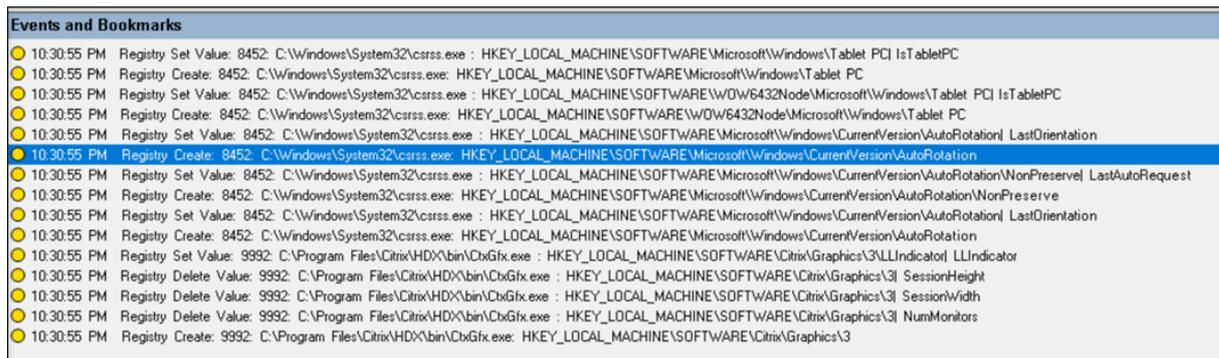 Events and Bookmarks
10:30:55 PM Registry Set Value: 8452: C:\Windows\System32\csrss.exe : HKEY_LOCAL_MACHINE\SOFTWARE\Microsoft\Windows\Tablet PC| IsTabletPC
10:30:55 PM Registry Create: 8452: C:\Windows\System32\csrss.exe: HKEY_LOCAL_MACHINE\SOFTWARE\Microsoft\Windows\Tablet PC
10:30:55 PM Registry Set Value: 8452: C:\Windows\System32\csrss.exe : HKEY_LOCAL_MACHINE\SOFTWARE\WOW6432Node\Microsoft\Windows\Tablet PC| IsTabletPC
10:30:55 PM Registry Create: 8452: C:\Windows\System32\csrss.exe: HKEY_LOCAL_MACHINE\SOFTWARE\WOW6432Node\Microsoft\Windows\Tablet PC
10:30:55 PM Registry Set Value: 8452: C:\Windows\System32\csrss.exe : HKEY_LOCAL_MACHINE\SOFTWARE\Microsoft\Windows\CurrentVersion\AutoRotation| LastOrientation
10:30:55 PM Registry Create: 8452: C:\Windows\System32\csrss.exe: HKEY_LOCAL_MACHINE\SOFTWARE\Microsoft\Windows\CurrentVersion\AutoRotation
10:30:55 PM Registry Set Value: 8452: C:\Windows\System32\csrss.exe : HKEY_LOCAL_MACHINE\SOFTWARE\Microsoft\Windows\CurrentVersion\AutoRotation\NonPreserve| LastAutoRequest
10:30:55 PM Registry Create: 8452: C:\Windows\System32\csrss.exe: HKEY_LOCAL_MACHINE\SOFTWARE\Microsoft\Windows\CurrentVersion\AutoRotation\NonPreserve
10:30:55 PM Registry Set Value: 8452: C:\Windows\System32\csrss.exe : HKEY_LOCAL_MACHINE\SOFTWARE\Microsoft\Windows\CurrentVersion\AutoRotation| LastOrientation
10:30:55 PM Registry Create: 8452: C:\Windows\System32\csrss.exe: HKEY_LOCAL_MACHINE\SOFTWARE\Microsoft\Windows\CurrentVersion\AutoRotation
10:30:55 PM Registry Set Value: 9992: C:\Program Files\Citrix\HDX\bin\CtxGfx.exe : HKEY_LOCAL_MACHINE\SOFTWARE\Citrix\Graphics\3\LLIndicator| LLIndicator
10:30:55 PM Registry Delete Value: 9992: C:\Program Files\Citrix\HDX\bin\CtxGfx.exe : HKEY_LOCAL_MACHINE\SOFTWARE\Citrix\Graphics\3| SessionHeight
10:30:55 PM Registry Delete Value: 9992: C:\Program Files\Citrix\HDX\bin\CtxGfx.exe : HKEY_LOCAL_MACHINE\SOFTWARE\Citrix\Graphics\3| SessionWidth
10:30:55 PM Registry Delete Value: 9992: C:\Program Files\Citrix\HDX\bin\CtxGfx.exe : HKEY_LOCAL_MACHINE\SOFTWARE\Citrix\Graphics\3| NumMonitors
10:30:55 PM Registry Create: 9992: C:\Program Files\Citrix\HDX\bin\CtxGfx.exe: HKEY_LOCAL_MACHINE\SOFTWARE\Citrix\Graphics\3